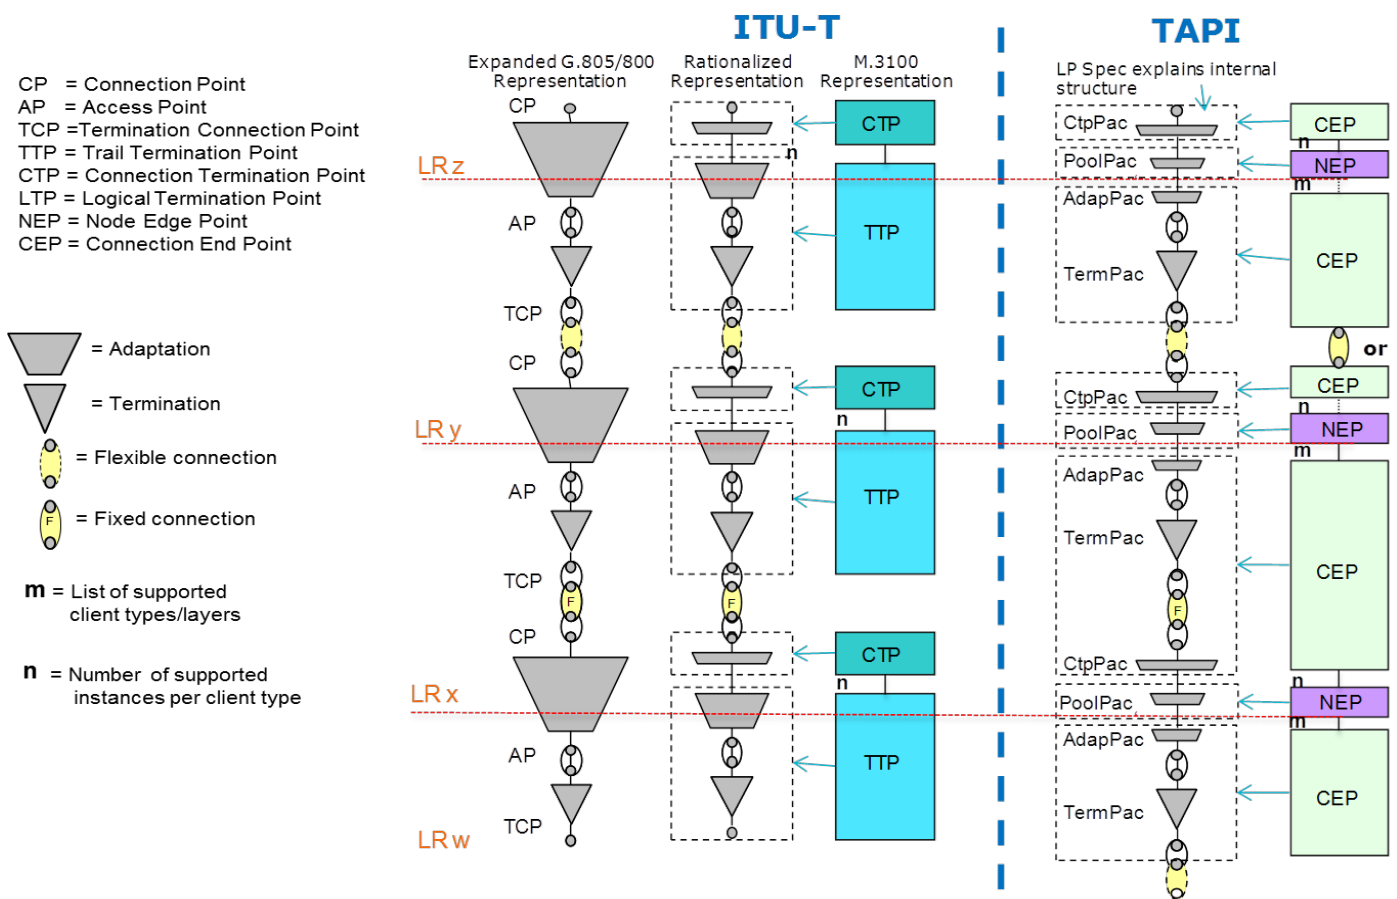 ITU-T
TAPI
Expanded G.805/800
Representation
Rationalized
Representation
M.3100
Representation
LP Spec explains internal
structure
CP = Connection Point
AP = Access Point
TCP =Termination Connection Point
TTP = Trail Termination Point
CTP = Connection Termination Point
LTP = Logical Termination Point
NEP = Node Edge Point
CEP = Connection End Point
= Adaptation
= Termination
= Flexible connection
F
= Fixed connection
m = List of supported
client types/layers
n = Number of supported
instances per client type
CP
CTP
CtpPac
CEP
n
n
LR z
PoolPac
NEP
m
AdapPac
AP
TTP
CEP
TermPac
TCP
or
CP
CTP
CtpPac
CEP
n
n
LR y
PoolPac
NEP
m
AdapPac
AP
TTP
TermPac
CEP
TCP
F
F
F
CP
CTP
CtpPac
n
n
LR x
PoolPac
NEP
m
AdapPac
AP
TTP
CEP
TermPac
TCP
LR w